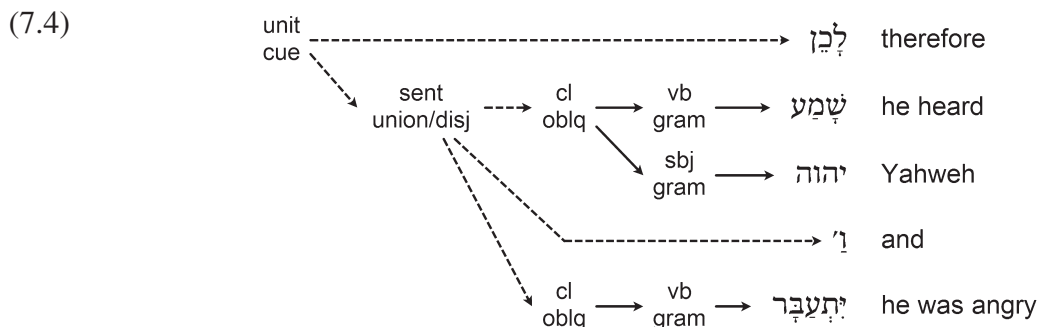 (7.4)
unit
cue
לָכֵן therefore
sent
union/disj
cl
oblq
vb
gram
שָׁמַע he heard
sbj
gram
יהוה Yahweh
וַ׳ and
cl
oblq
vb
gram
יִּתְעַבָּר he was angry